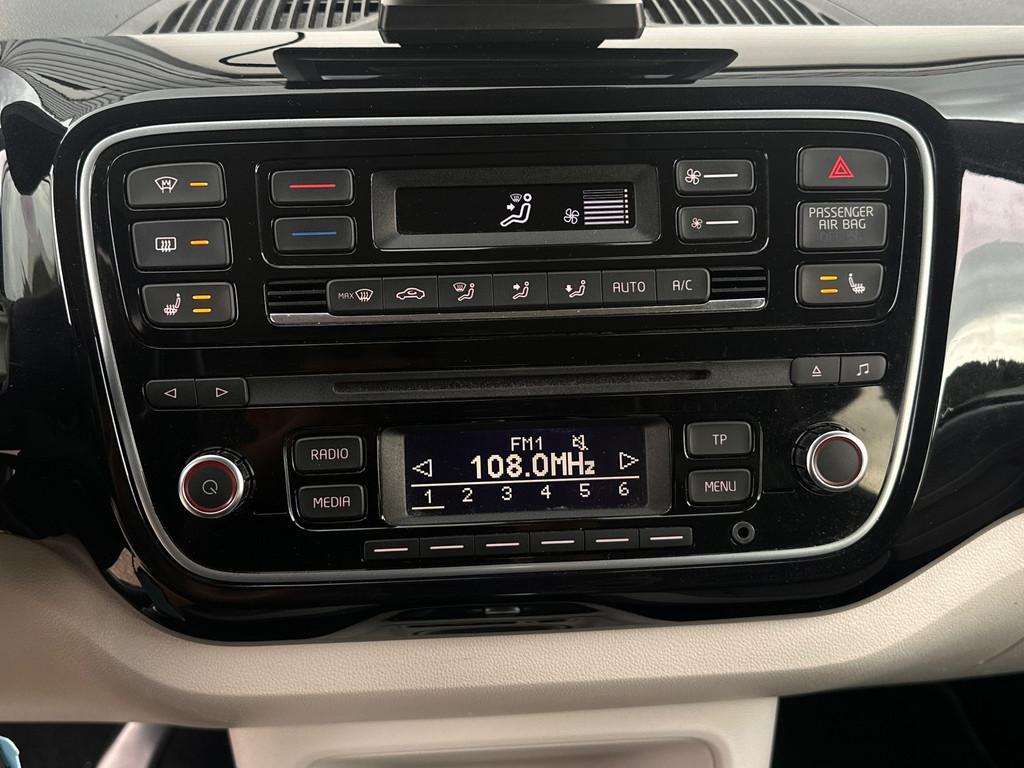 PASSENGER
AIR BAG
MAX
AUTO
A/C
RADIO
MEDIA
FM1
108.0MHz
1 2 3 4 5 6
TP
MENU